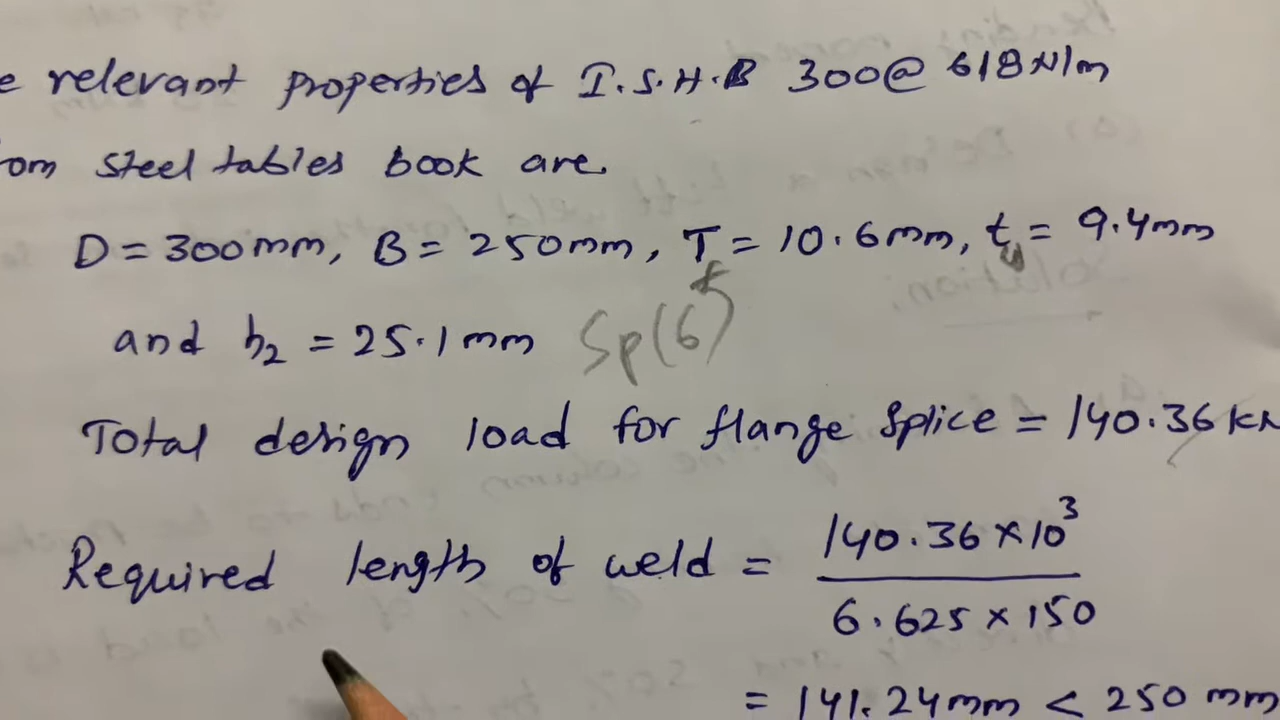 e relevant properties of I.S.H.B 300@ 618N/m
om steel tables book are.
D = 300mm, B = 250mm, T = 10.6mm, t = 9.4mm
and h₂ = 25.1mm Sp(6)
Total design load for flange splice = 140.36 kN
Required length of weld = 140.36 × 10³
6.625 × 150
= 141.24mm < 250 mm